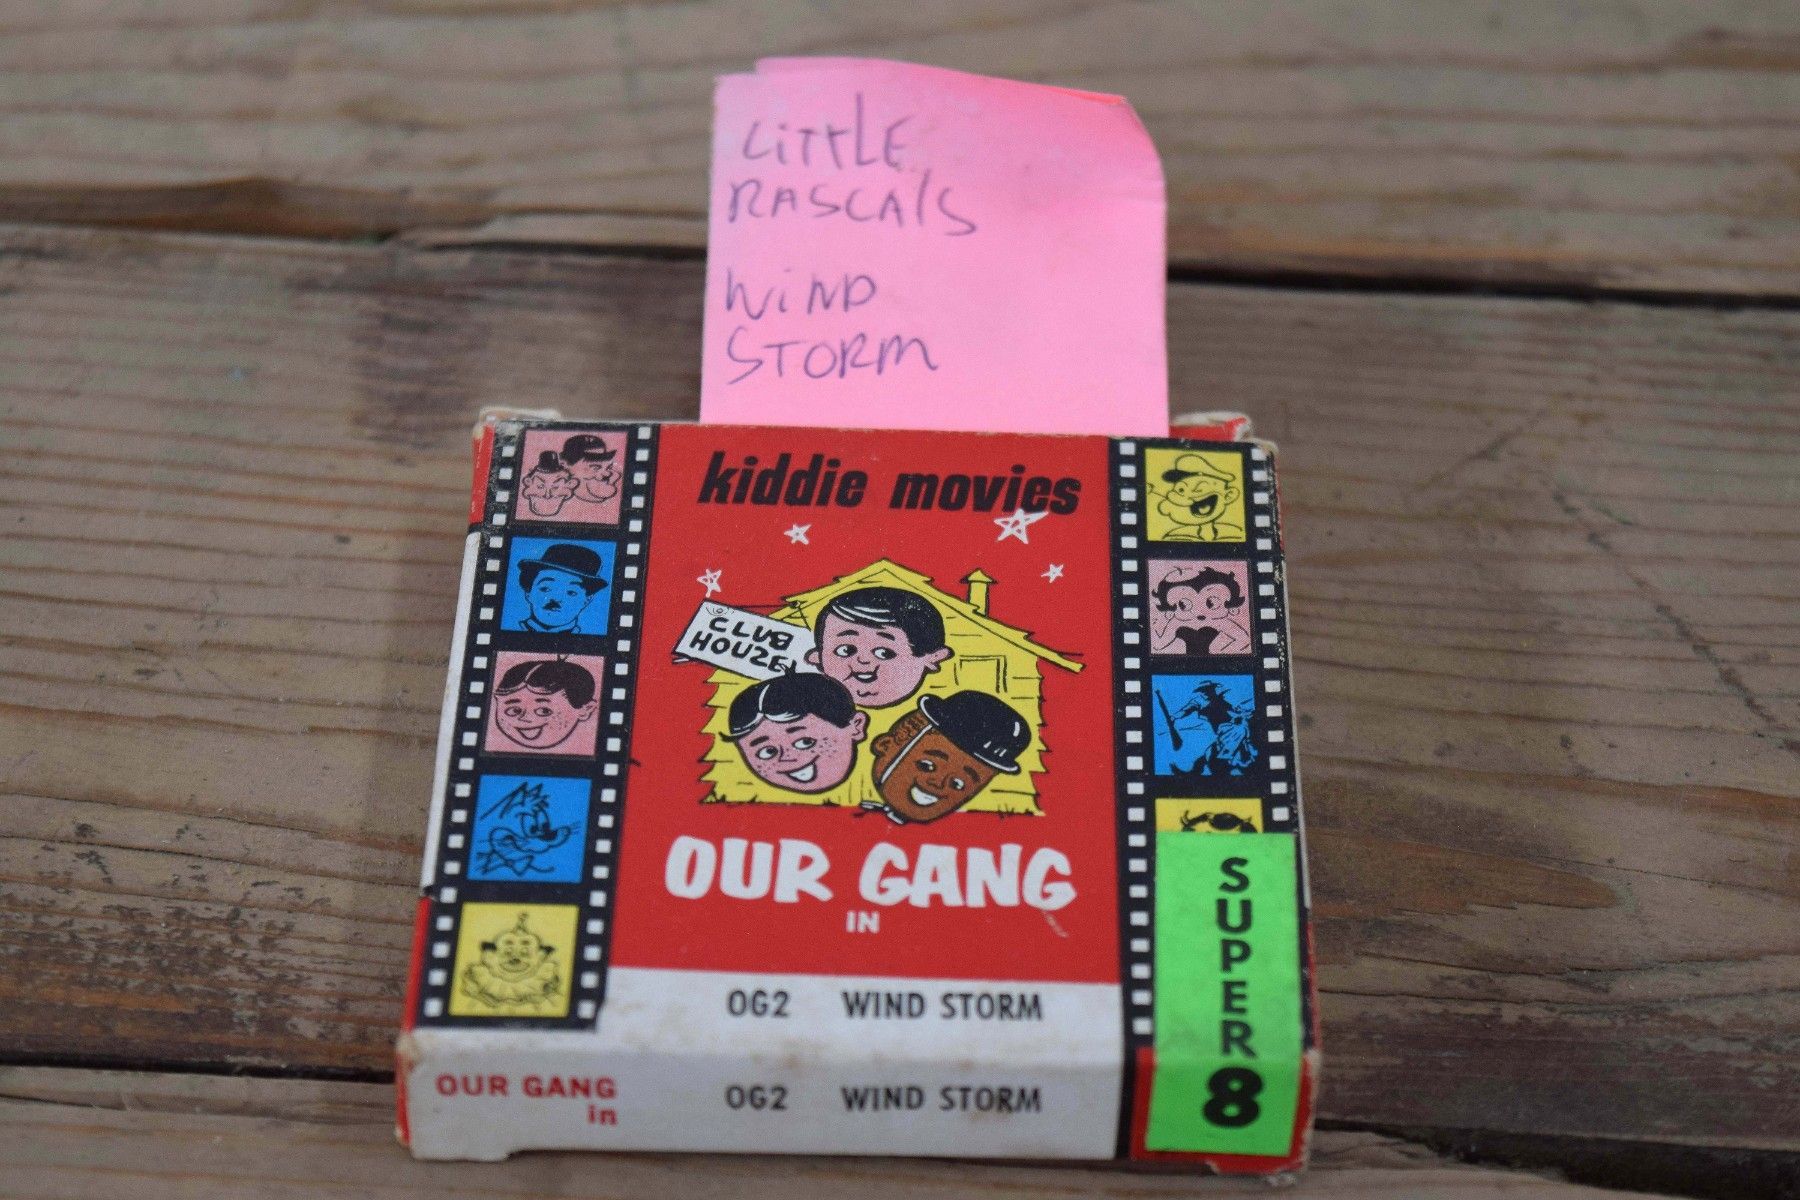 LiTTLE
RASCAlS
WiND
STORM
kiddie movies
CLUB
HOUZE
OUR GANG
IN
OG2 WIND STORM
OUR GANG
in
OG2 WIND STORM
SUPER
8